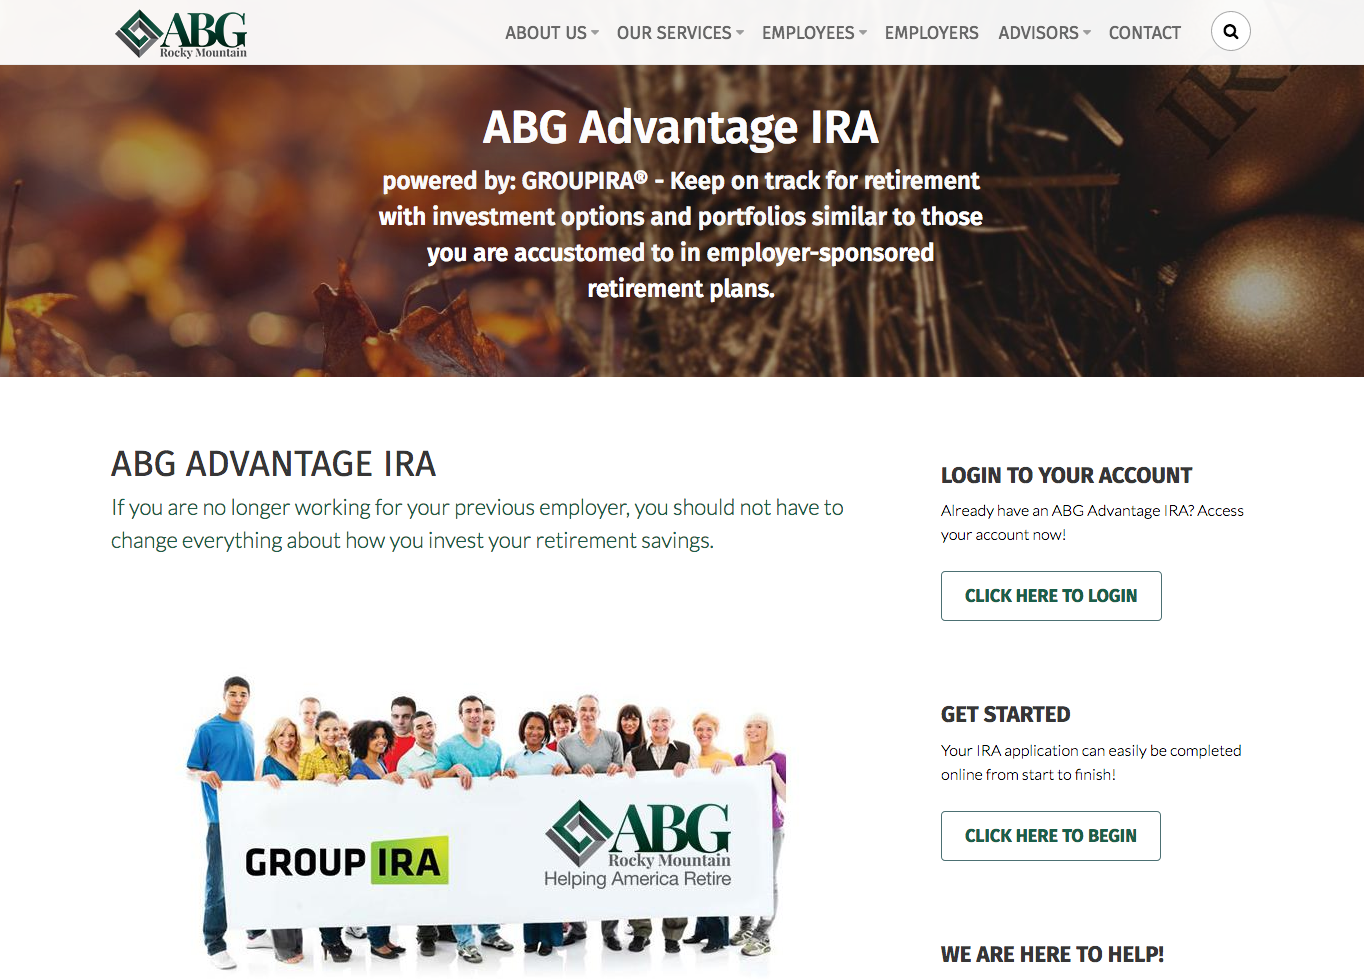 ABG
Rocky Mountain
ABOUT US
OUR SERVICES
EMPLOYEES
EMPLOYERS
ADVISORS
CONTACT
IRA
ABG Advantage IRA
powered by: GROUPIRA® - Keep on track for retirement
with investment options and portfolios similar to those
you are accustomed to in employer-sponsored
retirement plans.
ABG ADVANTAGE IRA
If you are no longer working for your previous employer, you should not have to
change everything about how you invest your retirement savings.
GROUP IRA
ABG
Rocky Mountain
Helping America Retire
LOGIN TO YOUR ACCOUNT
Already have an ABG Advantage IRA? Access
your account now!
CLICK HERE TO LOGIN
GET STARTED
Your IRA application can easily be completed
online from start to finish!
CLICK HERE TO BEGIN
WE ARE HERE TO HELP!